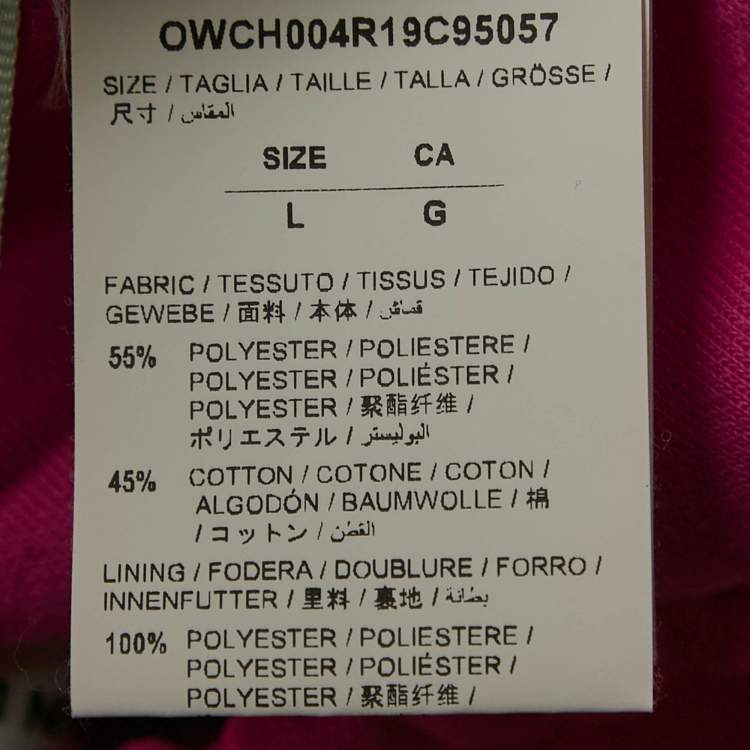 OWCH004R19C95057
SIZE / TAGLIA / TAILLE / TALLA / GRÖSSE /
尺寸 / المقاس
SIZE CA
L G
FABRIC / TESSUTO / TISSUS / TEJIDO /
GEWEBE / 面料 / 本体 / قماش
55% POLYESTER / POLIESTERE /
POLYESTER / POLIÉSTER /
POLYESTER / 聚酯纤维 /
ポリエステル / البوليستر
45% COTTON / COTONE / COTON /
ALGODÓN / BAUMWOLLE / 棉
/ コットン / القطن
LINING / FODERA / DOUBLURE / FORRO /
INNENFUTTER / 里料 / 裏地 / بطانة
100% POLYESTER / POLIESTERE /
POLYESTER / POLIÉSTER /
POLYESTER / 聚酯纤维 /